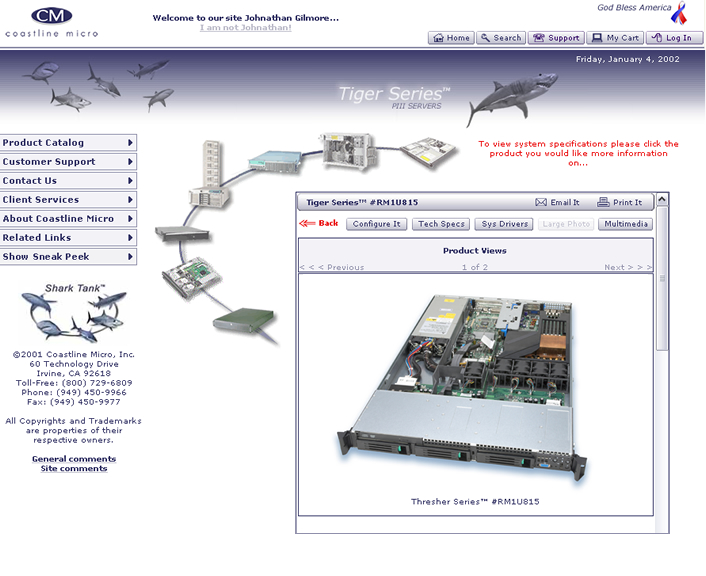 CM
coastline micro
Welcome to our site Johnathan Gilmore...
I am not Johnathan!
God Bless America
Home
Search
Support
My Cart
Log In
Friday, January 4, 2002
Tiger Series™
PIII SERVERS
Product Catalog
Customer Support
Contact Us
Client Services
About Coastline Micro
Related Links
Show Sneak Peek
To view system specifications please click the
product you would like more information
on...
Tiger Series™ #RM1U815
Email It
Print It
Back
Configure It
Tech Specs
Sys Drivers
Large Photo
Multimedia
Product Views
< < < Previous
1 of 2
Next > > >
Thresher Series™ #RM1U815
Shark Tank™
©2001 Coastline Micro, Inc.
60 Technology Drive
Irvine, CA 92618
Toll-Free: (800) 729-6809
Phone: (949) 450-9966
Fax: (949) 450-9977
All Copyrights and Trademarks
are properties of their
respective owners.
General comments
Site comments